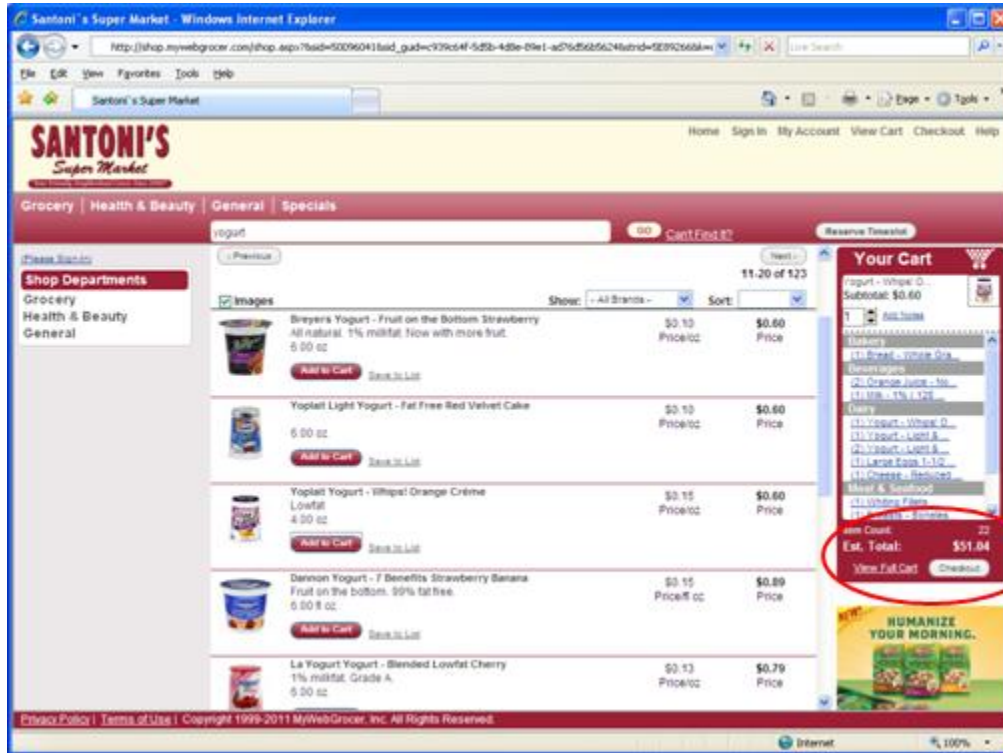 Santoni`s Super Market - Windows Internet Explorer
Live Search
File Edit View Favorites Tools Help
Santoni`s Super Market
Page Tools
SANTONI'S
Super Market
Home Sign In My Account View Cart Checkout Help
Grocery | Health & Beauty | General | Specials
yogurt
GO
Can't Find It?
Reserve Timeslot
(Please Sign In)
Shop Departments
Grocery
Health & Beauty
General
Previous
Next
11-20 of 123
Images
Show: - All Brands -
Sort:
Breyers Yogurt - Fruit on the Bottom Strawberry
All natural. 1% milkfat. Now with more fruit.
6.00 oz
$0.10
Price/oz
$0.60
Price
Add to Cart
Save to List
Yoplait Light Yogurt - Fat Free Red Velvet Cake
6.00 oz
$0.10
Price/oz
$0.60
Price
Add to Cart
Save to List
Yoplait Yogurt - Whips! Orange Créme
Lowfat
4.00 oz
$0.15
Price/oz
$0.60
Price
Add to Cart
Save to List
Dannon Yogurt - 7 Benefits Strawberry Banana
Fruit on the bottom. 99% fat free.
6.00 fl oz
$0.15
Price/fl oz
$0.89
Price
Add to Cart
Save to List
La Yogurt Yogurt - Blended Lowfat Cherry
1% milkfat. Grade A.
6.00 oz
$0.13
Price/oz
$0.79
Price
Your Cart
Yogurt - Whips! O...
Subtotal: $0.60
1
Add Notes
Bakery
(1) Bread - Whole Gra...
Beverages
(2) Orange Juice - No...
(1) Milk - 1% / 128 ...
Dairy
(1) Yogurt - Whips! O...
(1) Yogurt - Light & ...
(2) Yogurt - Light & ...
(1) Large Eggs 1-1/2 ...
(1) Cheese - Reduced ...
Meat & Seafood
(1) Whiting Fillets
Item Count: 22
Est. Total: $51.04
View Full Cart
Checkout
NEW!
HUMANIZE
YOUR MORNING.
Privacy Policy | Terms of Use | Copyright 1999-2011 MyWebGrocer, Inc. All Rights Reserved.
Internet
100%